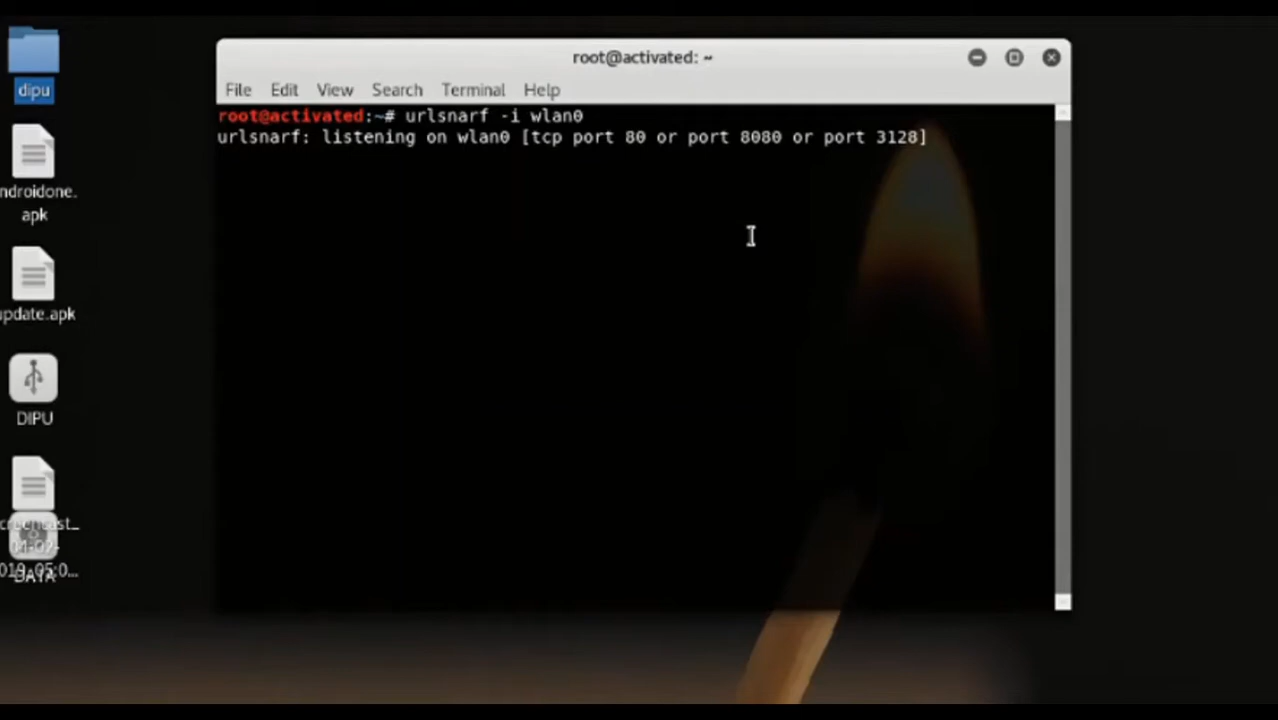 root@activated: ~
File Edit View Search Terminal Help
root@activated:~# urlsnarf -i wlan0
urlsnarf: listening on wlan0 [tcp port 80 or port 8080 or port 3128]
dipu
ndroidone.
apk
update.apk
DIPU
DATA